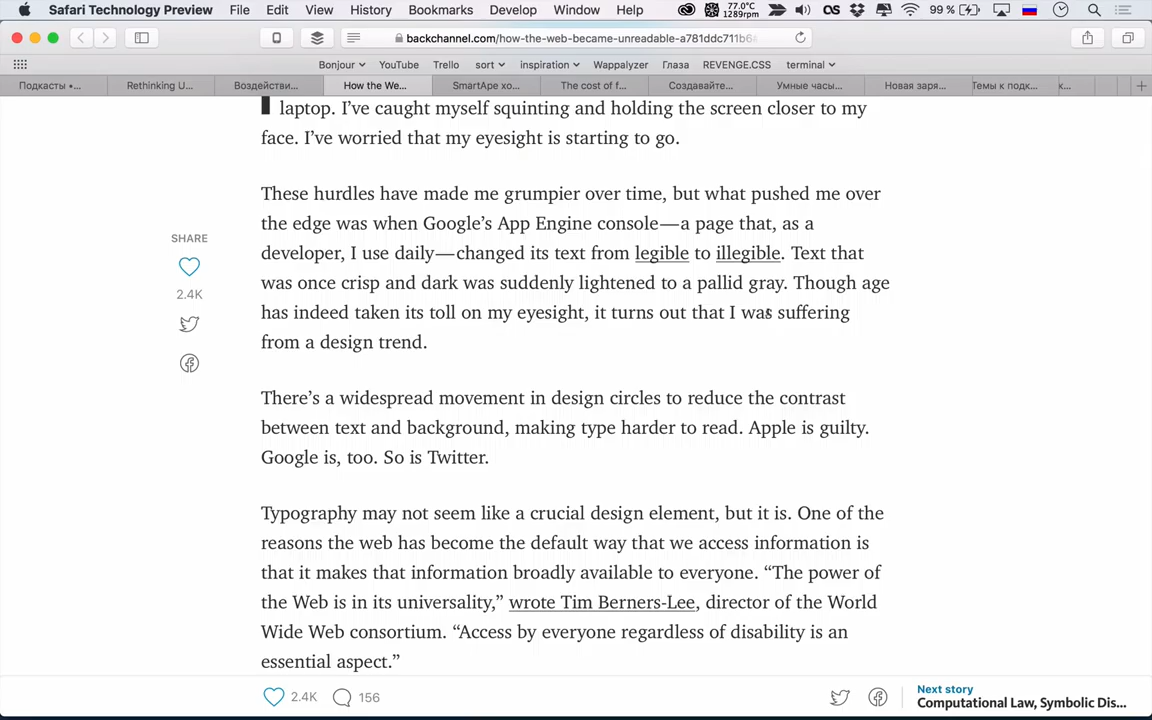 Safari Technology Preview File Edit View History Bookmarks Develop Window Help 77.0°C 1289rpm 99 %
backchannel.com/how-the-web-became-unreadable-a781ddc711b6
Bonjour YouTube Trello sort inspiration Wappalyzer Глаза REVENGE.CSS terminal
Подкасты •... Rethinking U... Воздействи... How the We... SmartApe хо... The cost of f... Создавайте... Умные часы... Новая заря... Темы к подк... к...
laptop. I’ve caught myself squinting and holding the screen closer to my
face. I’ve worried that my eyesight is starting to go.
These hurdles have made me grumpier over time, but what pushed me over
the edge was when Google’s App Engine console—a page that, as a
developer, I use daily—changed its text from legible to illegible. Text that
was once crisp and dark was suddenly lightened to a pallid gray. Though age
has indeed taken its toll on my eyesight, it turns out that I was suffering
from a design trend.
SHARE
2.4K
There’s a widespread movement in design circles to reduce the contrast
between text and background, making type harder to read. Apple is guilty.
Google is, too. So is Twitter.
Typography may not seem like a crucial design element, but it is. One of the
reasons the web has become the default way that we access information is
that it makes that information broadly available to everyone. “The power of
the Web is in its universality,” wrote Tim Berners-Lee, director of the World
Wide Web consortium. “Access by everyone regardless of disability is an
essential aspect.”
2.4K 156
Next story
Computational Law, Symbolic Dis...